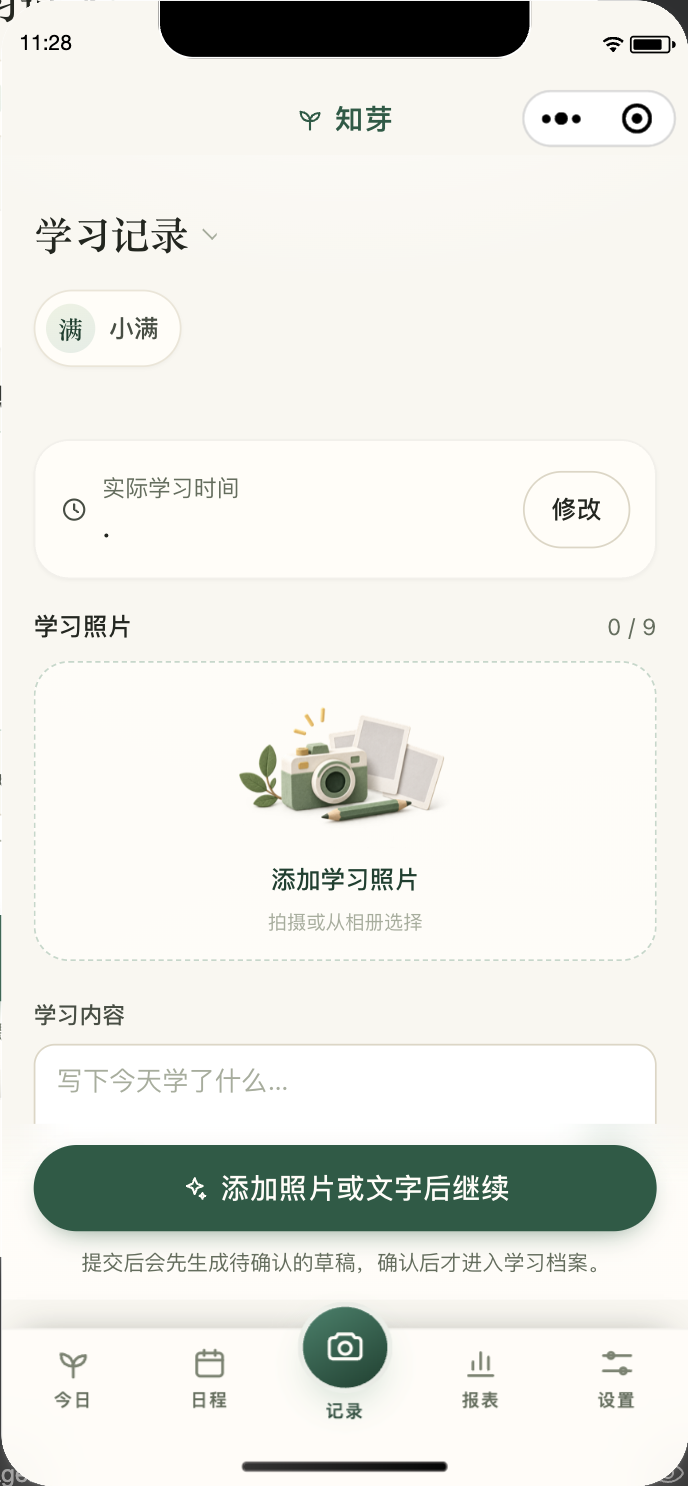 11:28
知芽
学习记录
满 小满
实际学习时间
·
修改
学习照片 0 / 9
添加学习照片
拍摄或从相册选择
学习内容
写下今天学了什么...
添加照片或文字后继续
提交后会先生成待确认的草稿，确认后才进入学习档案。
今日 日程 记录 报表 设置